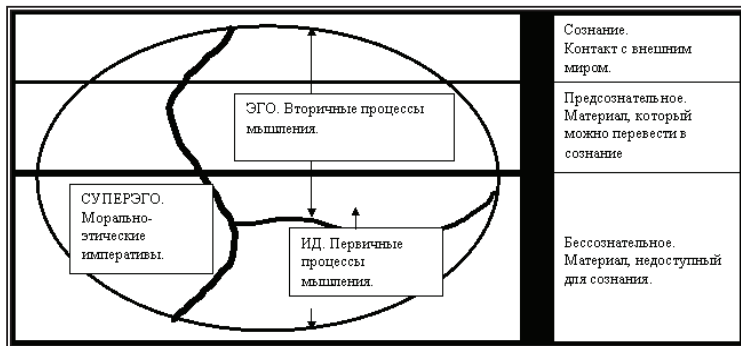 ЭГО. Вторичные процессы
мышления.
СУПЕРЭГО.
Морально-
этические
императивы.
ИД. Первичные
процессы
мышления.
Сознание.
Контакт с внешним
миром.
Предсознательное.
Материал, который
можно перевести в
сознание
Бессознательное.
Материал, недоступный
для сознания.